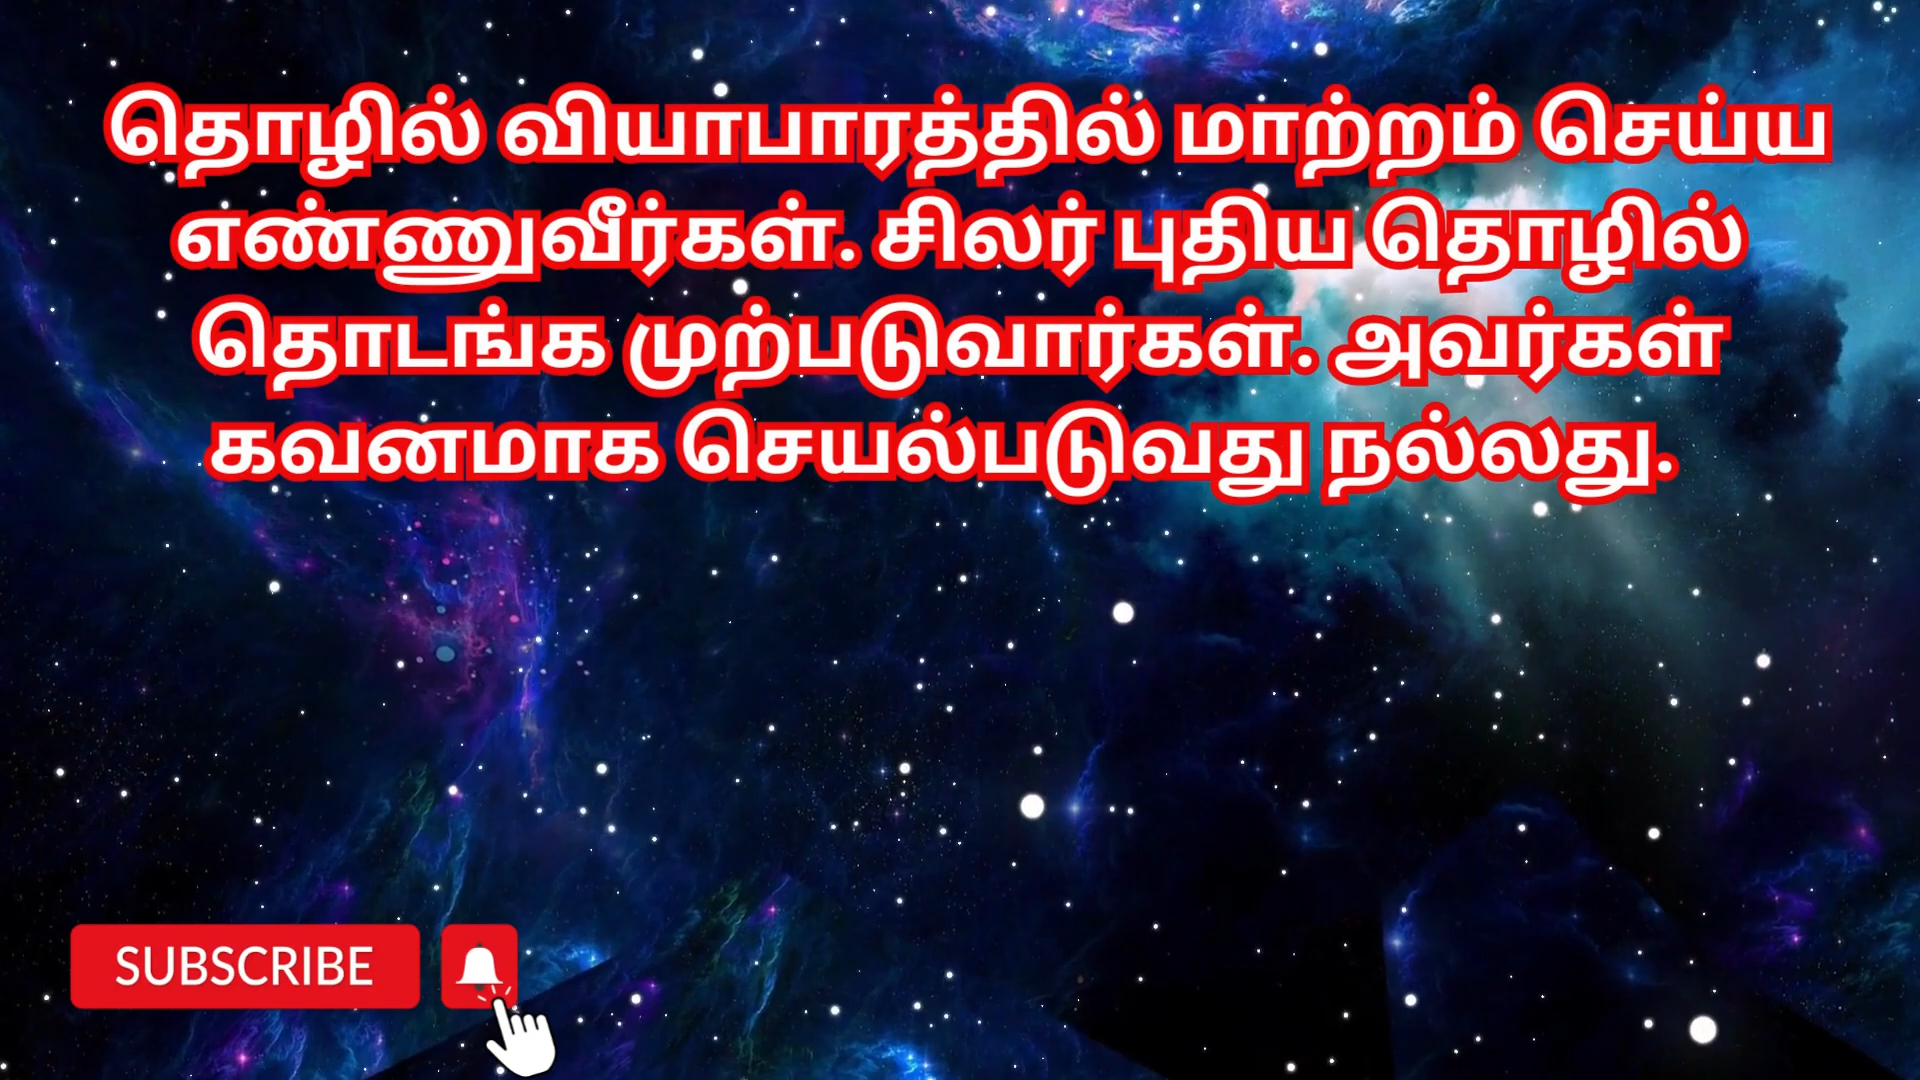 தொழில் வியாபாரத்தில் மாற்றம் செய்ய
எண்ணுவீர்கள். சிலர் புதிய தொழில்
தொடங்க முற்படுவார்கள். அவர்கள்
கவனமாக செயல்படுவது நல்லது.
SUBSCRIBE